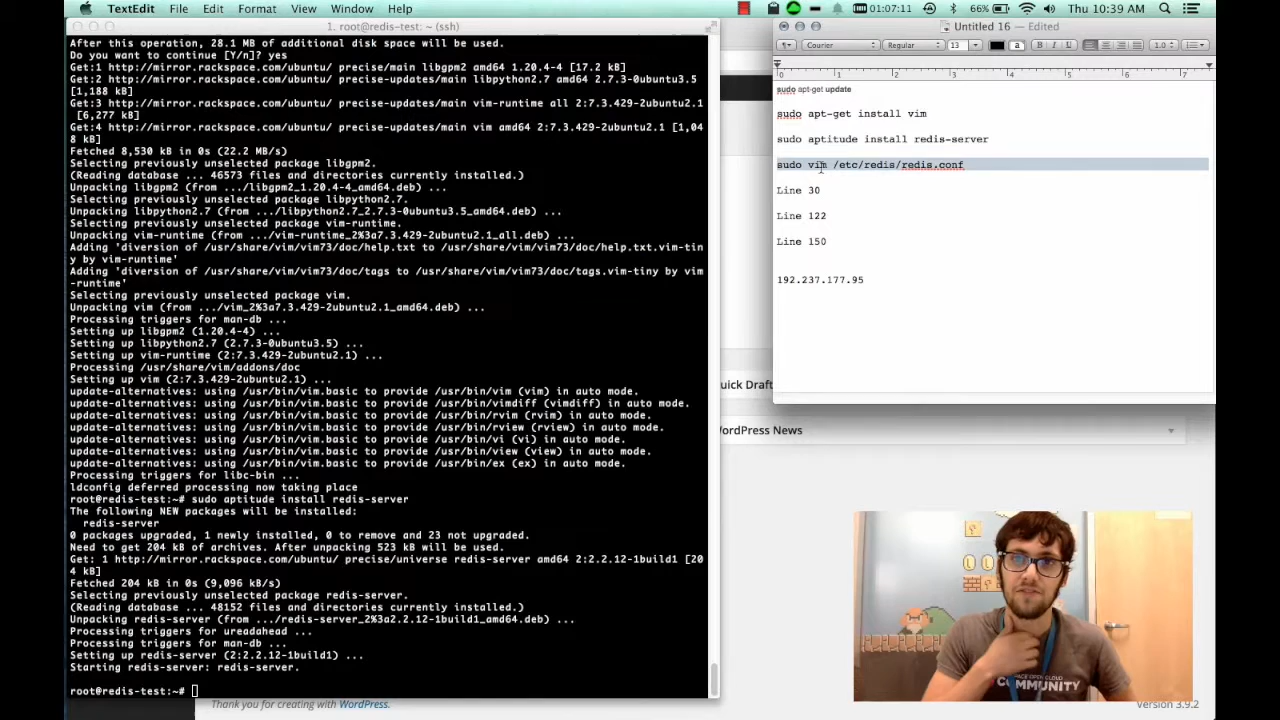 TextEdit File Edit Format View Window Help
01:07:11 66% Thu 10:39 AM
1. root@redis-test: ~ (ssh)
After this operation, 28.1 MB of additional disk space will be used.
Do you want to continue [Y/n]? yes
Get:1 http://mirror.rackspace.com/ubuntu/ precise/main libgpm2 amd64 1.20.4-4 [17.2 kB]
Get:2 http://mirror.rackspace.com/ubuntu/ precise-updates/main libpython2.7 amd64 2.7.3-0ubuntu3.5
[1,188 kB]
Get:3 http://mirror.rackspace.com/ubuntu/ precise-updates/main vim-runtime all 2:7.3.429-2ubuntu2.1
[6,277 kB]
Get:4 http://mirror.rackspace.com/ubuntu/ precise-updates/main vim amd64 2:7.3.429-2ubuntu2.1 [1,04
8 kB]
Fetched 8,530 kB in 0s (22.2 MB/s)
Selecting previously unselected package libgpm2.
(Reading database ... 46573 files and directories currently installed.)
Unpacking libgpm2 (from .../libgpm2_1.20.4-4_amd64.deb) ...
Selecting previously unselected package libpython2.7.
Unpacking libpython2.7 (from .../libpython2.7_2.7.3-0ubuntu3.5_amd64.deb) ...
Selecting previously unselected package vim-runtime.
Unpacking vim-runtime (from .../vim-runtime_2%3a7.3.429-2ubuntu2.1_all.deb) ...
Adding 'diversion of /usr/share/vim/vim73/doc/help.txt to /usr/share/vim/vim73/doc/help.txt.vim-tin
y by vim-runtime'
Adding 'diversion of /usr/share/vim/vim73/doc/tags to /usr/share/vim/vim73/doc/tags.vim-tiny by vim
-runtime'
Selecting previously unselected package vim.
Unpacking vim (from .../vim_2%3a7.3.429-2ubuntu2.1_amd64.deb) ...
Processing triggers for man-db ...
Setting up libgpm2 (1.20.4-4) ...
Setting up libpython2.7 (2.7.3-0ubuntu3.5) ...
Setting up vim-runtime (2:7.3.429-2ubuntu2.1) ...
Processing /usr/share/vim/addons/doc
Setting up vim (2:7.3.429-2ubuntu2.1) ...
update-alternatives: using /usr/bin/vim.basic to provide /usr/bin/vim (vim) in auto mode.
update-alternatives: using /usr/bin/vim.basic to provide /usr/bin/vimdiff (vimdiff) in auto mode.
update-alternatives: using /usr/bin/vim.basic to provide /usr/bin/rvim (rvim) in auto mode.
update-alternatives: using /usr/bin/vim.basic to provide /usr/bin/rview (rview) in auto mode.
update-alternatives: using /usr/bin/vim.basic to provide /usr/bin/vi (vi) in auto mode.
update-alternatives: using /usr/bin/vim.basic to provide /usr/bin/view (view) in auto mode.
update-alternatives: using /usr/bin/vim.basic to provide /usr/bin/ex (ex) in auto mode.
Processing triggers for libc-bin ...
ldconfig deferred processing now taking place
root@redis-test:~# sudo aptitude install redis-server
The following NEW packages will be installed:
redis-server
0 packages upgraded, 1 newly installed, 0 to remove and 23 not upgraded.
Need to get 204 kB of archives. After unpacking 523 kB will be used.
Get: 1 http://mirror.rackspace.com/ubuntu/ precise/universe redis-server amd64 2:2.2.12-1build1 [20
4 kB]
Fetched 204 kB in 0s (9,096 kB/s)
Selecting previously unselected package redis-server.
(Reading database ... 48152 files and directories currently installed.)
Unpacking redis-server (from .../redis-server_2%3a2.2.12-1build1_amd64.deb) ...
Processing triggers for ureadahead ...
Processing triggers for man-db ...
Setting up redis-server (2:2.2.12-1build1) ...
Starting redis-server: redis-server.
root@redis-test:~#
Untitled 16 — Edited
Courier Regular 13 a B I U 1.0
0 1 2 3 4 5 6 7
sudo apt-get update
sudo apt-get install vim
sudo aptitude install redis-server
sudo vim /etc/redis/redis.conf
Line 30
Line 122
Line 150
192.237.177.95
uick Draf
ordPress News
COMMUNITY
Thank you for creating with WordPress.
Version 3.9.2